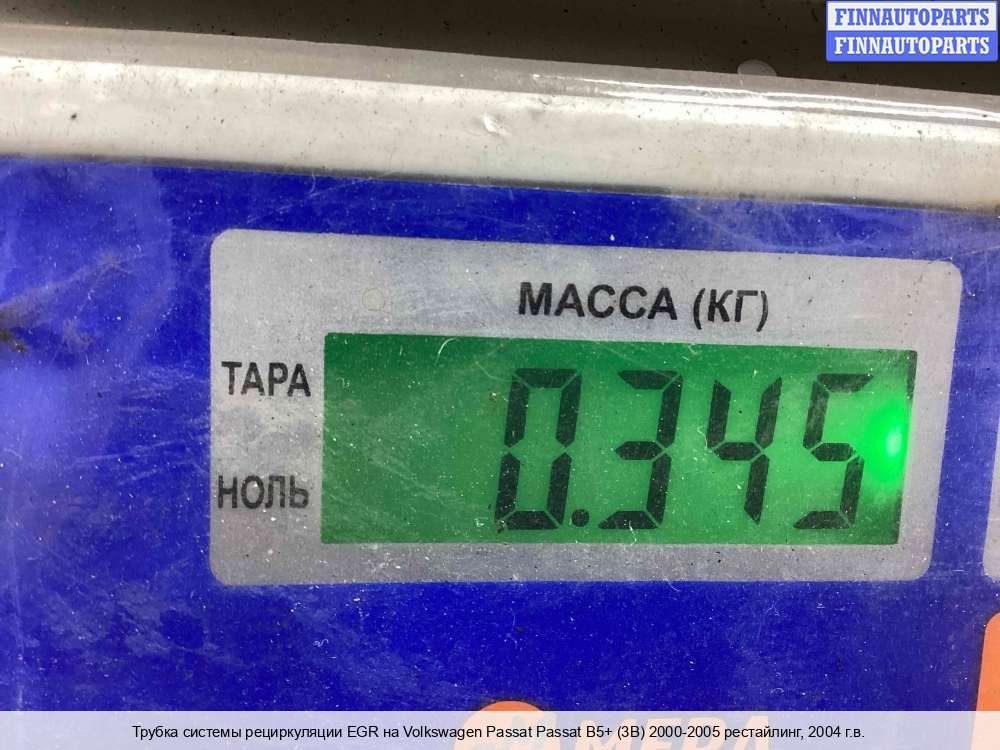 FINNAUTOPARTS
FINNAUTOPARTS
МАССА (КГ)
ТАРА
0.345
НОЛЬ
Трубка системы рециркуляции EGR на Volkswagen Passat Passat B5+ (3B) 2000-2005 рестайлинг, 2004 г.в.